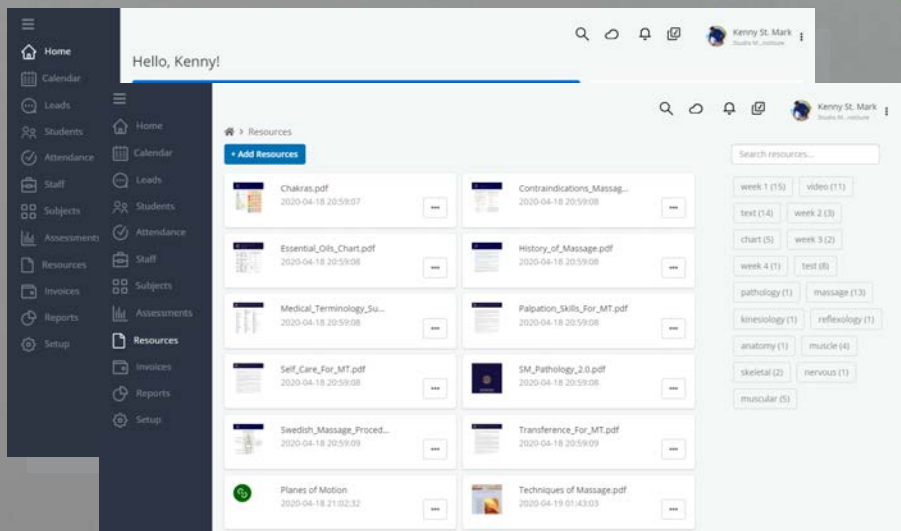 Kenny St. Mark
Hello, Kenny!
Home
Calendar
Leads
Students
Attendance
Staff
Subjects
Assessments
Resources
Invoices
Reports
Setup
Kenny St. Mark
Home
Calendar
Leads
Students
Attendance
Staff
Subjects
Assessments
Resources
Invoices
Reports
Setup
> Resources
+ Add Resources
Search resources...
Chakras.pdf
2020-04-18 20:59:07
Contraindications_Massag...
2020-04-18 20:59:08
Essential_Oils_Chart.pdf
2020-04-18 20:59:08
History_of_Massage.pdf
2020-04-18 20:59:08
Medical_Terminology_Su...
2020-04-18 20:59:08
Palpation_Skills_For_MT.pdf
2020-04-18 20:59:08
Self_Care_For_MT.pdf
2020-04-18 20:59:08
SM_Pathology_2.0.pdf
2020-04-18 20:59:08
Swedish_Massage_Proced...
2020-04-18 20:59:09
Transference_For_MT.pdf
2020-04-18 20:59:09
Planes of Motion
2020-04-18 21:02:32
Techniques of Massage.pdf
2020-04-19 01:43:03
week 1 (15) video (11)
text (14) week 2 (3)
chart (5) week 3 (2)
week 4 (1) test (8)
pathology (1) massage (13)
kinesiology (1) reflexology (1)
anatomy (1) muscle (4)
skeletal (2) nervous (1)
muscular (5)